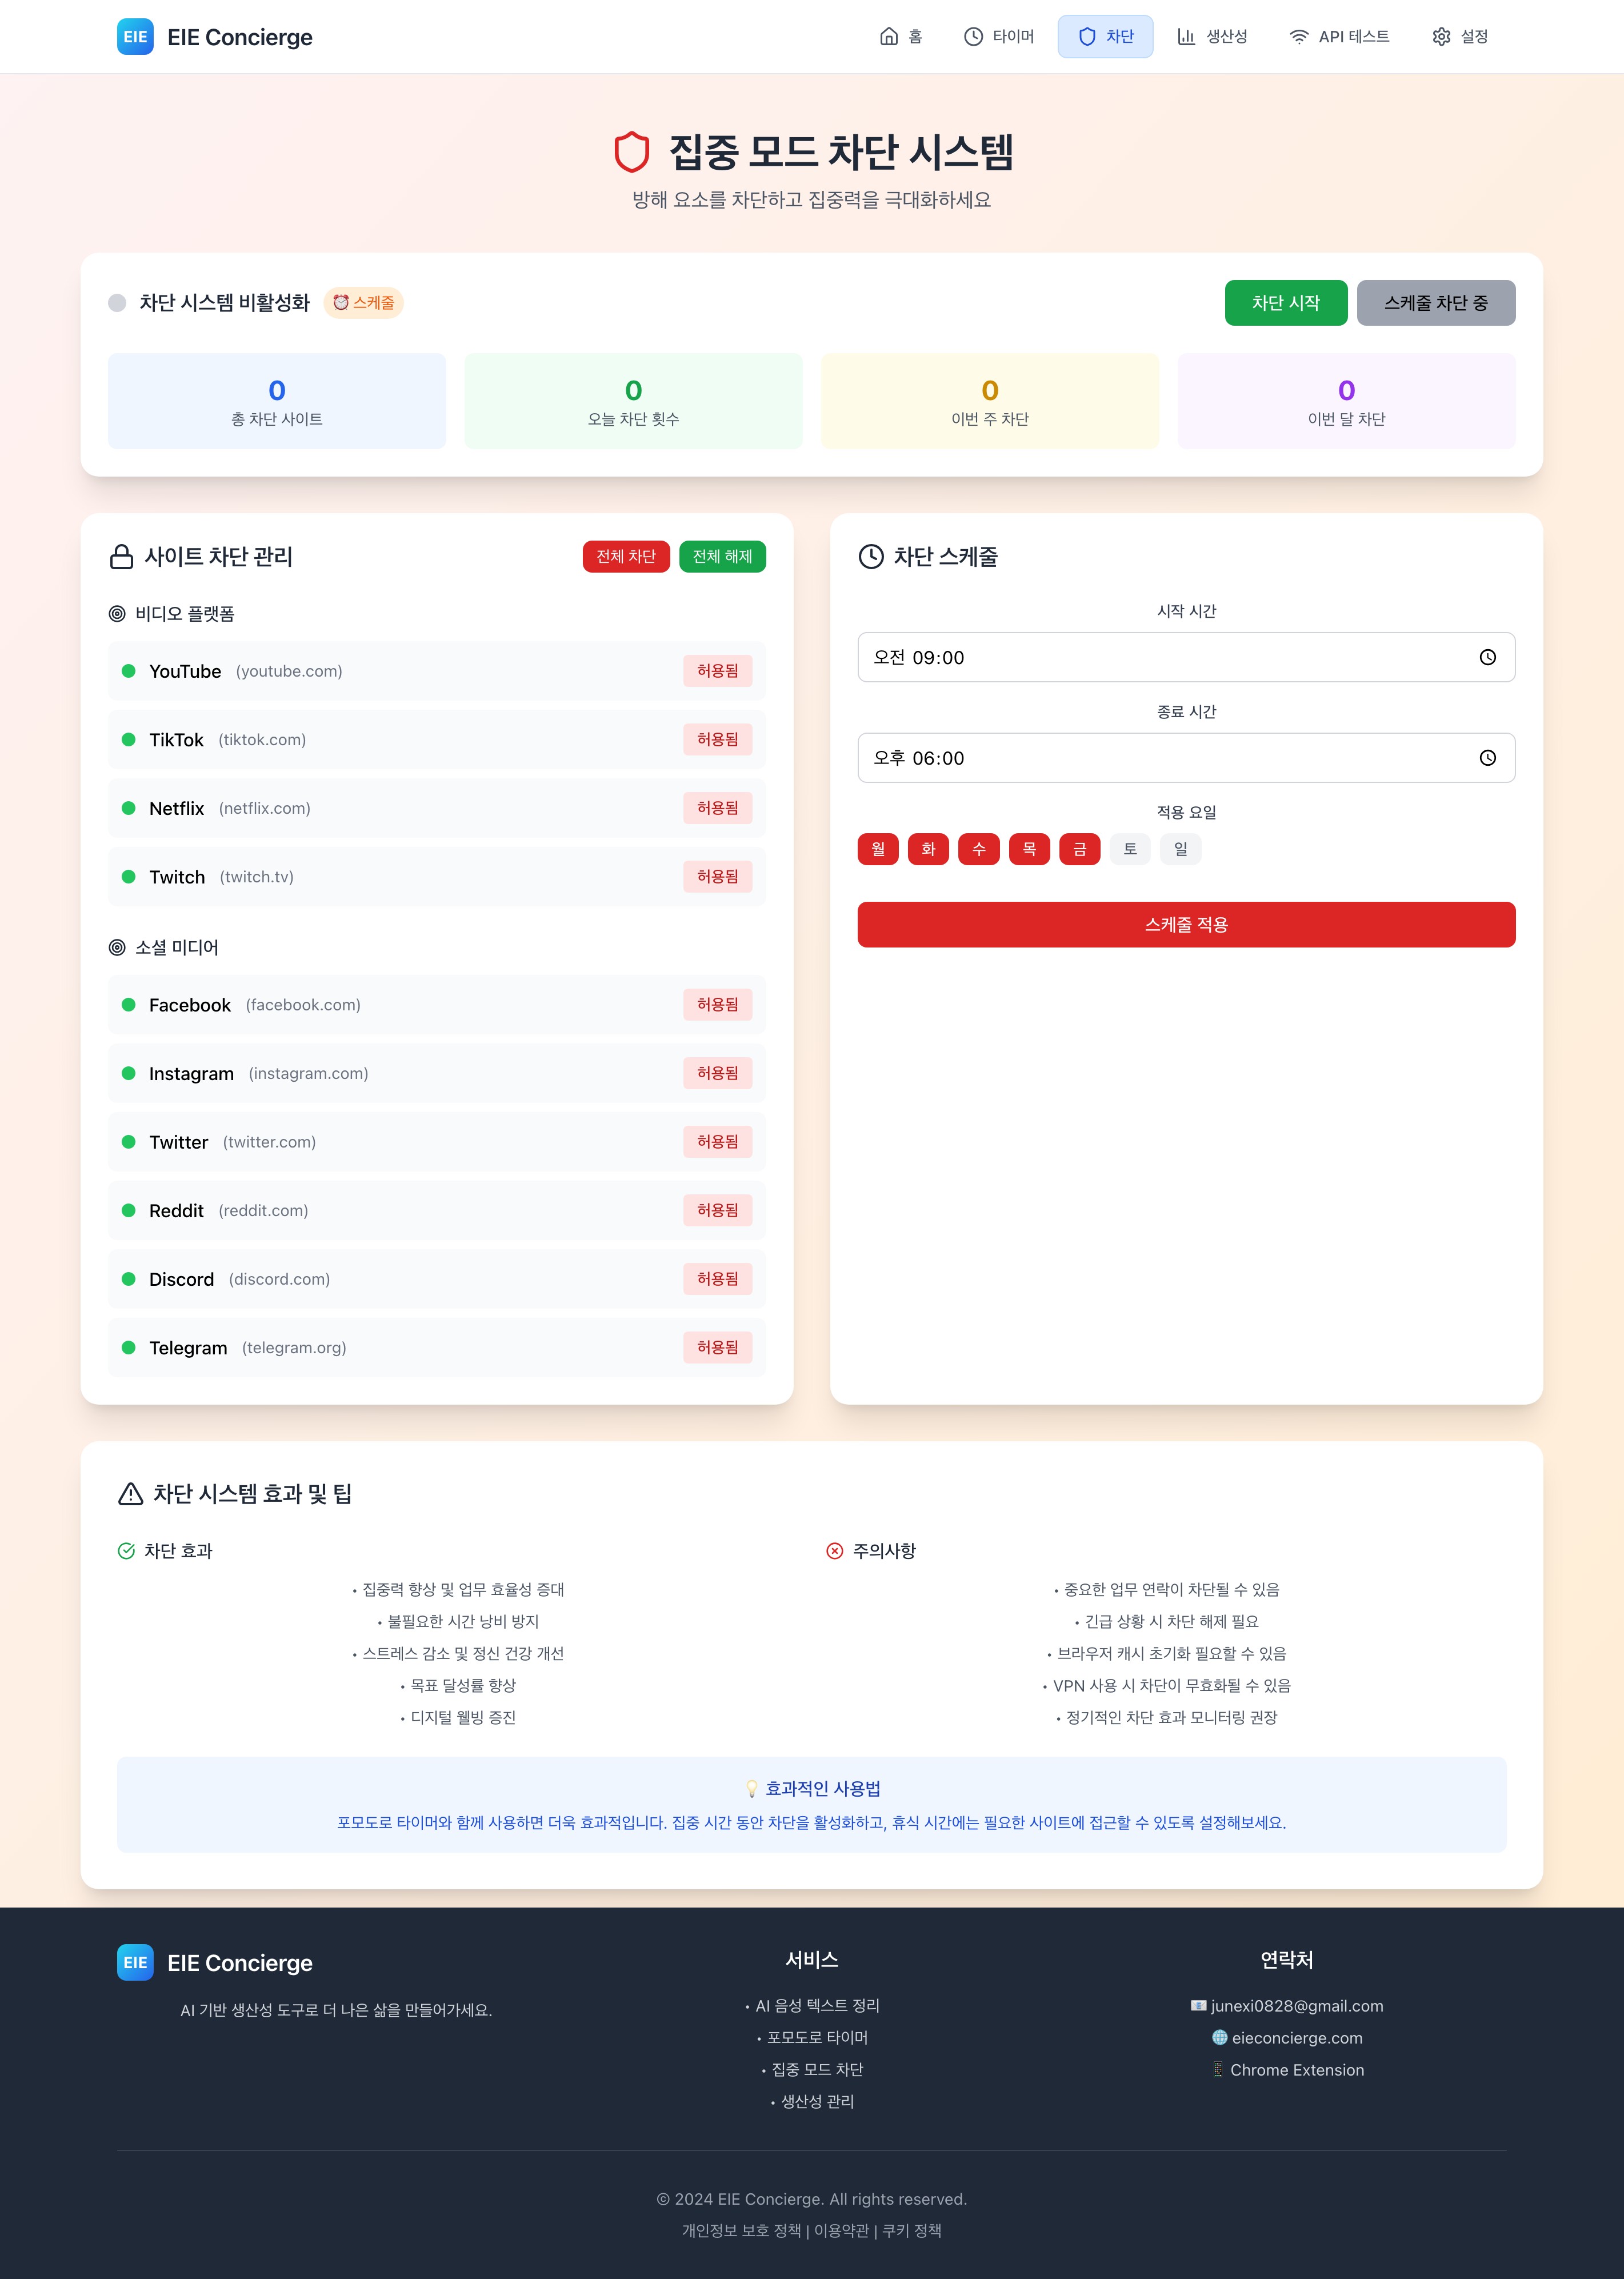 EIE EIE Concierge
홈 타이머 차단 생산성 API 테스트 설정
집중 모드 차단 시스템
방해 요소를 차단하고 집중력을 극대화하세요
차단 시스템 비활성화 ⏰ 스케줄 차단 시작 스케줄 차단 중
0 0 0 0
총 차단 사이트 오늘 차단 횟수 이번 주 차단 이번 달 차단
사이트 차단 관리 전체 차단 전체 해제
비디오 플랫폼
YouTube (youtube.com) 허용됨
TikTok (tiktok.com) 허용됨
Netflix (netflix.com) 허용됨
Twitch (twitch.tv) 허용됨
소셜 미디어
Facebook (facebook.com) 허용됨
Instagram (instagram.com) 허용됨
Twitter (twitter.com) 허용됨
Reddit (reddit.com) 허용됨
Discord (discord.com) 허용됨
Telegram (telegram.org) 허용됨
차단 스케줄
시작 시간
오전 09:00
종료 시간
오후 06:00
적용 요일
월 화 수 목 금 토 일
스케줄 적용
차단 시스템 효과 및 팁
차단 효과
• 집중력 향상 및 업무 효율성 증대
• 불필요한 시간 낭비 방지
• 스트레스 감소 및 정신 건강 개선
• 목표 달성률 향상
• 디지털 웰빙 증진
주의사항
• 중요한 업무 연락이 차단될 수 있음
• 긴급 상황 시 차단 해제 필요
• 브라우저 캐시 초기화 필요할 수 있음
• VPN 사용 시 차단이 무효화될 수 있음
• 정기적인 차단 효과 모니터링 권장
💡 효과적인 사용법
포모도로 타이머와 함께 사용하면 더욱 효과적입니다. 집중 시간 동안 차단을 활성화하고, 휴식 시간에는 필요한 사이트에 접근할 수 있도록 설정해보세요.
EIE EIE Concierge
AI 기반 생산성 도구로 더 나은 삶을 만들어가세요.
서비스
• AI 음성 텍스트 정리
• 포모도로 타이머
• 집중 모드 차단
• 생산성 관리
연락처
📧 junexi0828@gmail.com
🌐 eieconcierge.com
📱 Chrome Extension
© 2024 EIE Concierge. All rights reserved.
개인정보 보호 정책 | 이용약관 | 쿠키 정책